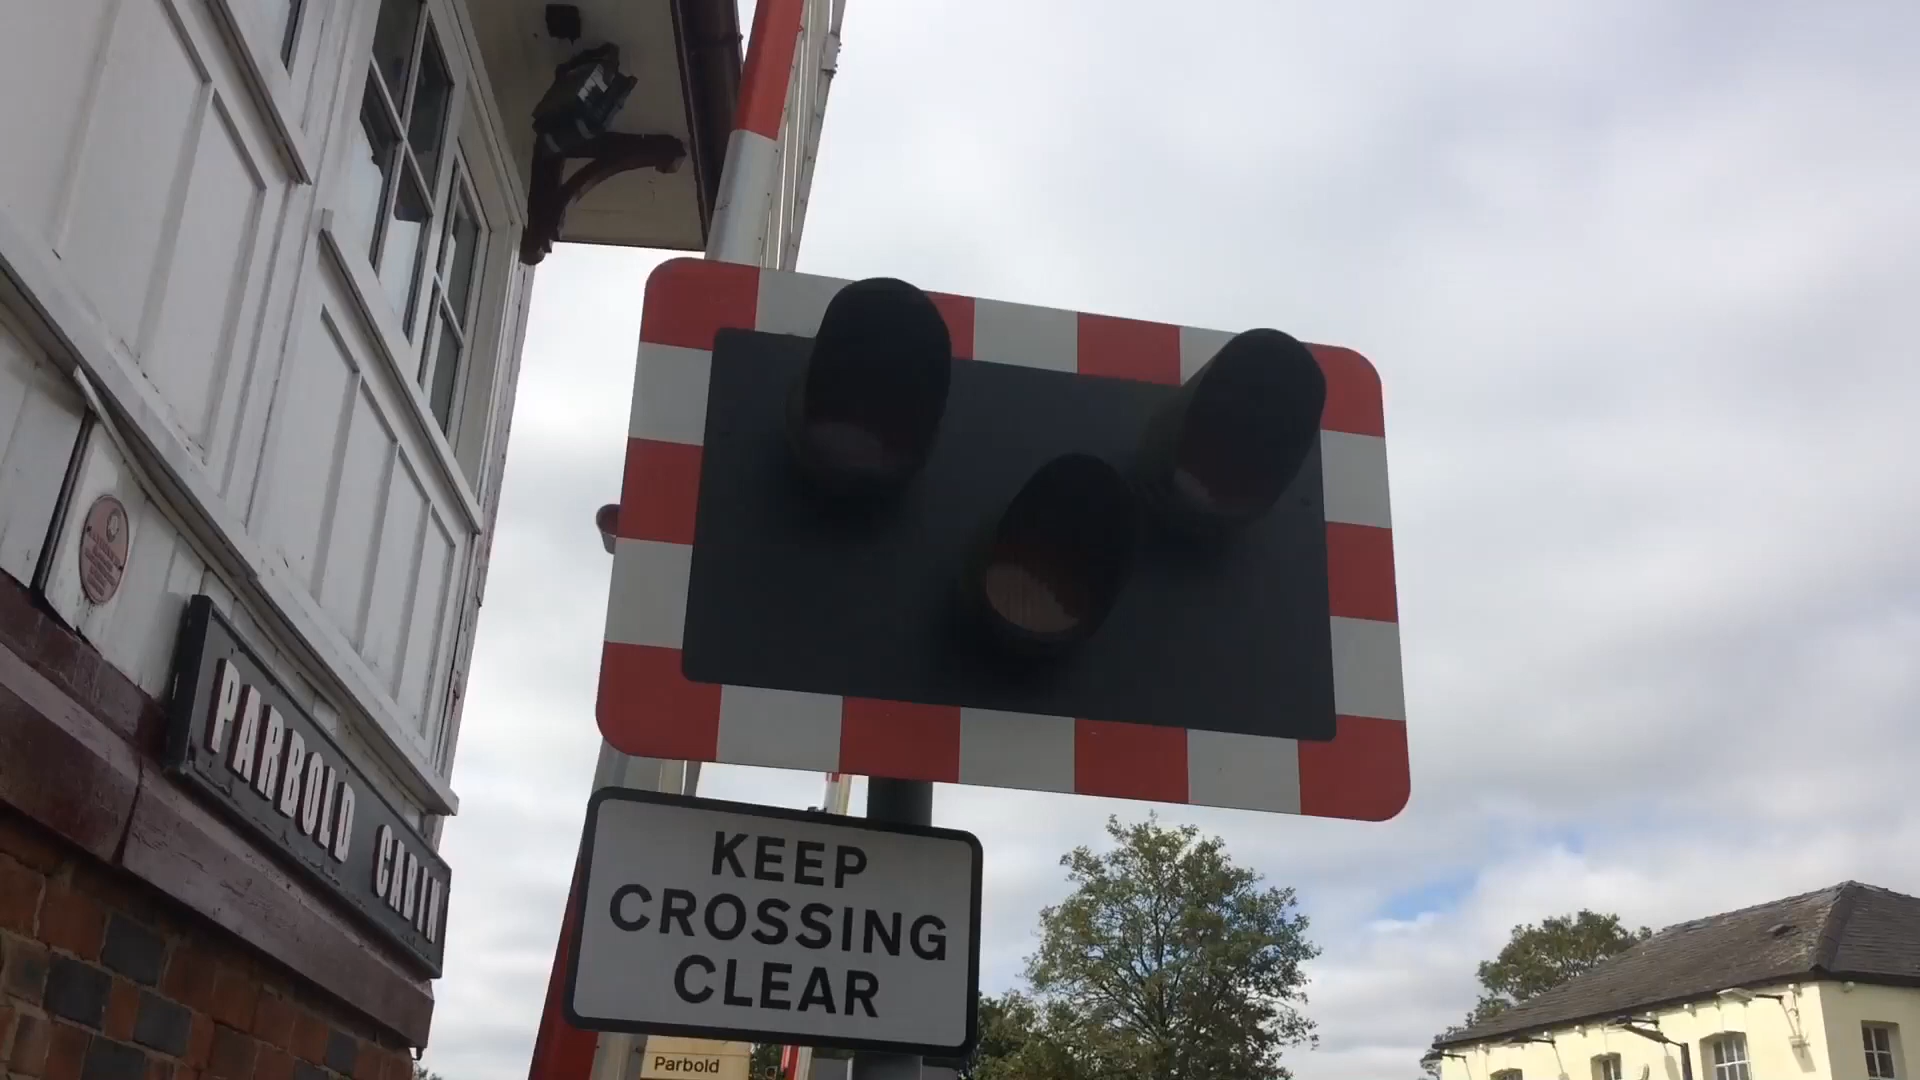 PARBOLD CABIN
KEEP
CROSSING
CLEAR
Parbold